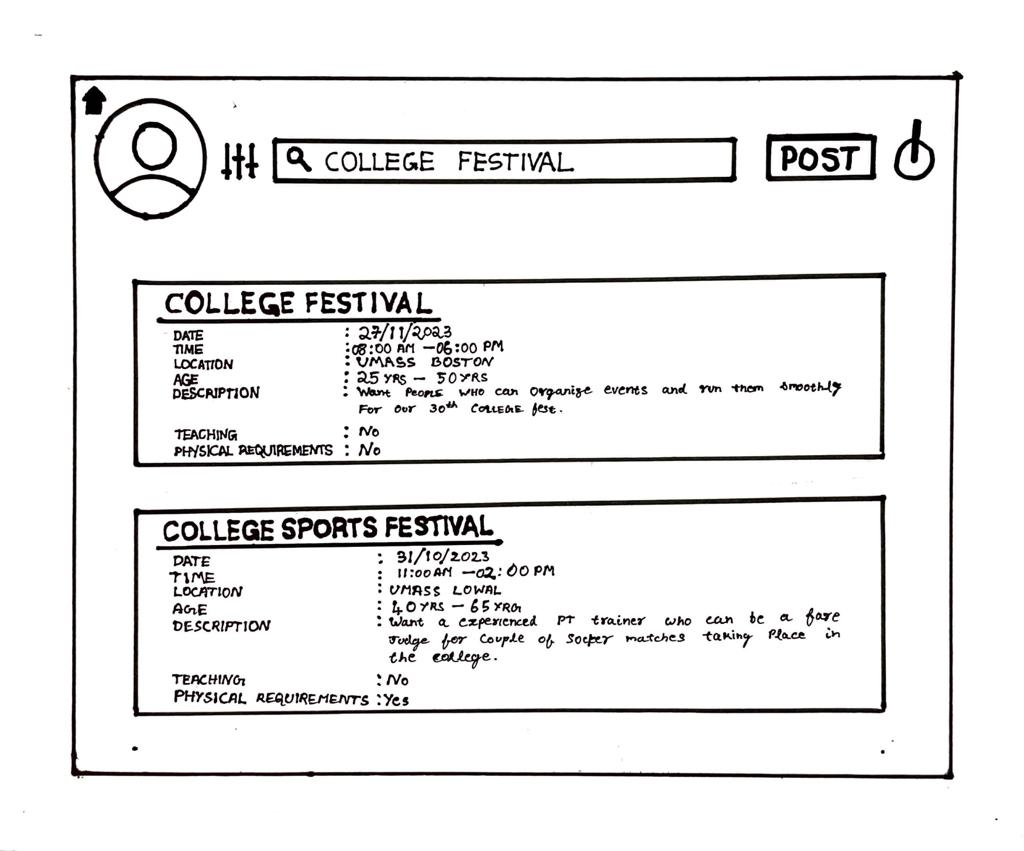 COLLEGE FESTIVAL
POST
COLLEGE FESTIVAL
DATE : 27/11/2023
TIME : 08:00 AM - 06:00 PM
LOCATION : UMASS BOSTON
AGE : 25 YRS - 50 YRS
DESCRIPTION : Want PEOPLE WHO can organize events and run them smoothly
For our 30th COLLEGE fest.
TEACHING : No
PHYSICAL REQUIREMENTS : No
COLLEGE SPORTS FESTIVAL
DATE : 31/10/2023
TIME : 11:00 AM - 02:00 PM
LOCATION : UMASS LOWAL
AGE : 40 YRS - 65 YRS
DESCRIPTION : Want a experienced PT trainer who can be a fare
Judge for Couple of Socker matches taking Place in
the college.
TEACHING : No
PHYSICAL REQUIREMENTS : Yes